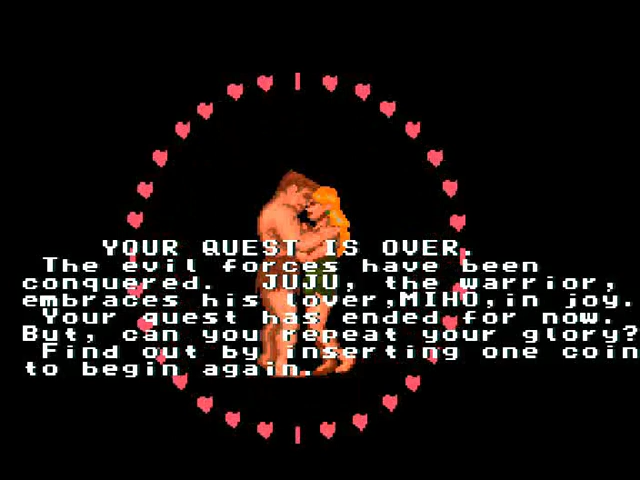 YOUR QUEST IS OVER.
The evil forces have been
conquered. JUJU, the warrior,
embraces his lover,MIHO,in joy.
Your quest has ended for now.
But, can you repeat your glory?
Find out by inserting one coin
to begin again.